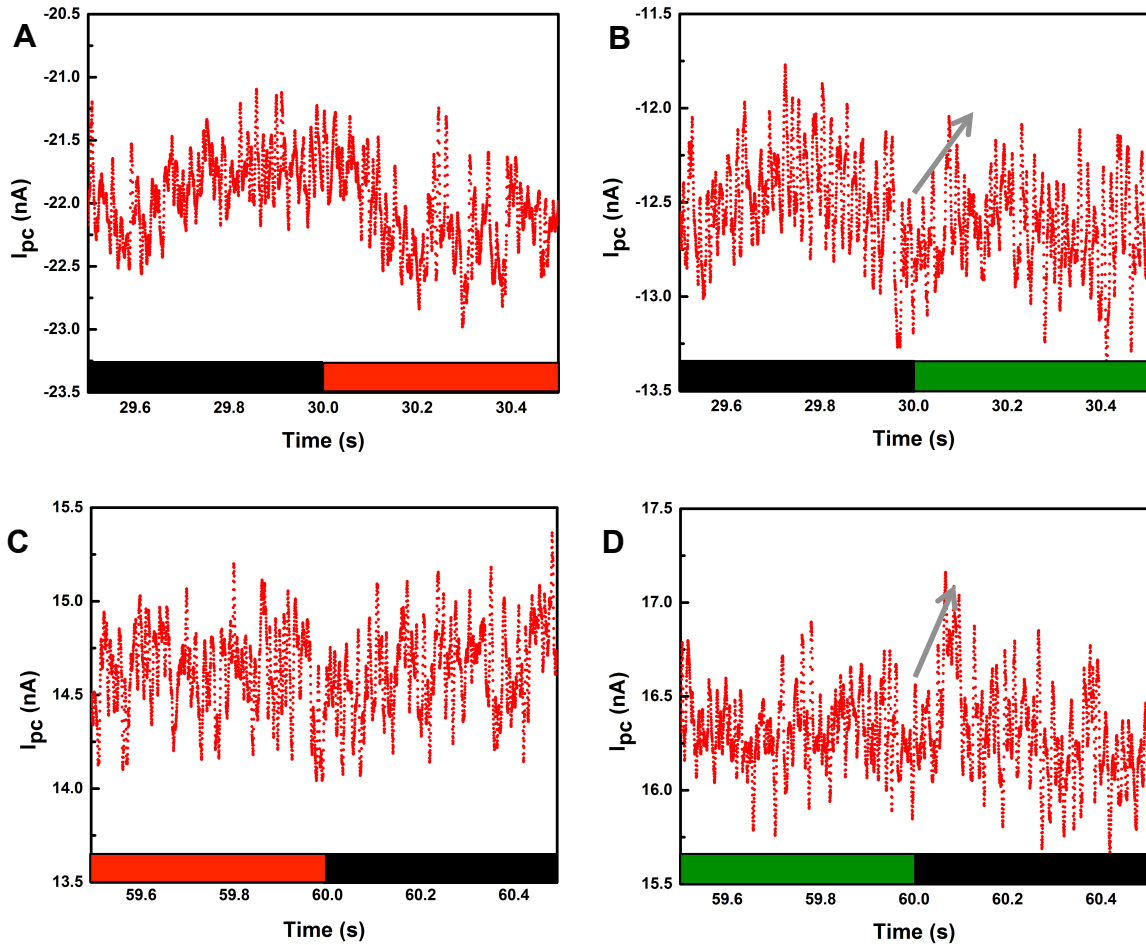 A
-20.5
-21.0
-21.5
-22.0
-22.5
-23.0
-23.5
Ipc (nA)
29.6 29.8 30.0 30.2 30.4
Time (s)
B
-11.5
-12.0
-12.5
-13.0
-13.5
Ipc (nA)
29.6 29.8 30.0 30.2 30.4
Time (s)
C
15.5
15.0
14.5
14.0
13.5
Ipc (nA)
59.6 59.8 60.0 60.2 60.4
Time (s)
D
17.5
17.0
16.5
16.0
15.5
Ipc (nA)
59.6 59.8 60.0 60.2 60.4
Time (s)